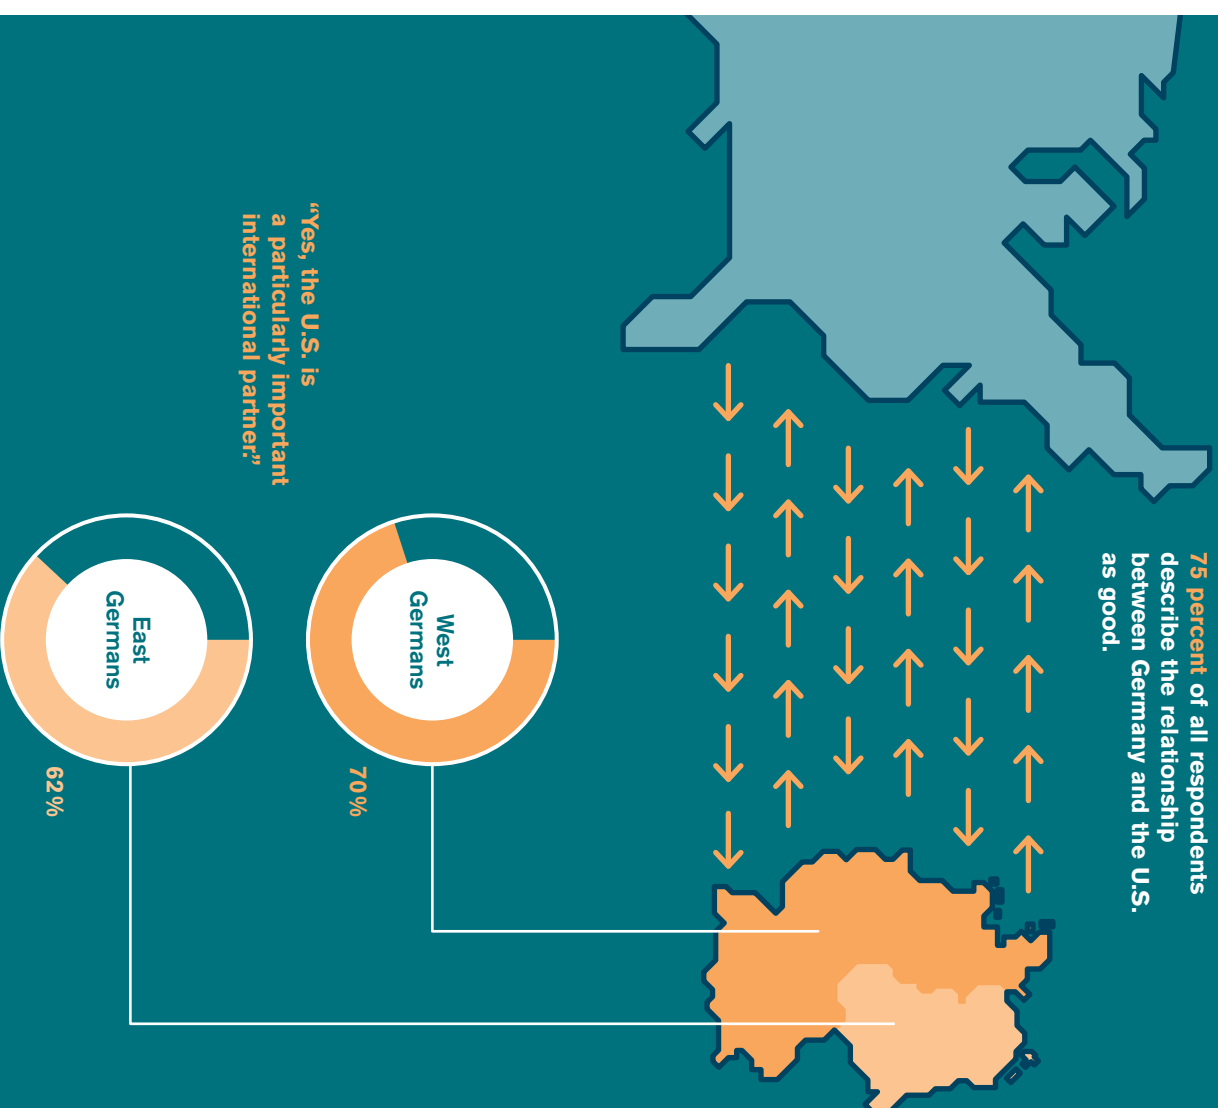 75 percent of all respondents
describe the relationship
between Germany and the U.S.
as good.
“Yes, the U.S. is
a particularly important
international partner.”
West
Germans
70%
East
Germans
62%